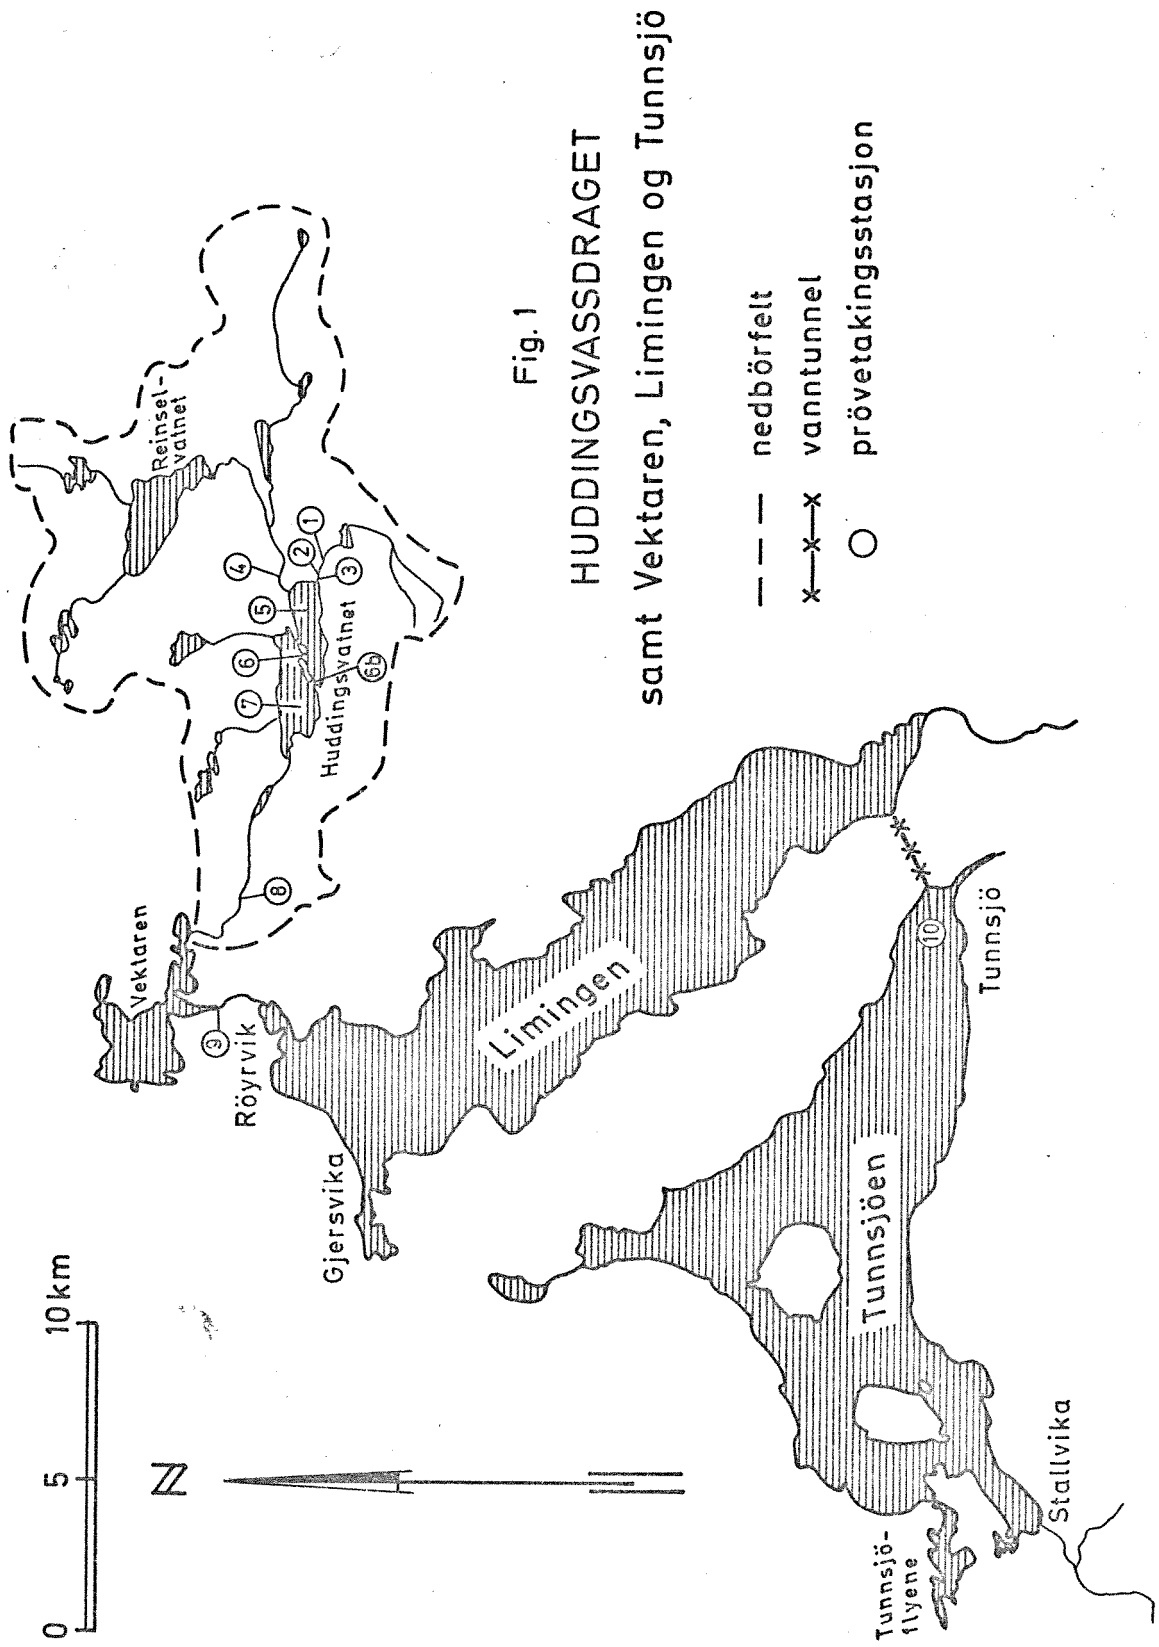 Fig. 1
HUDDINGSVASSDRAGET
samt Vektaren, Limingen og Tunnsjö
nedbörfelt
vanntunnel
prövetakingsstasjon
0 5 10 km
N
Vektaren
Röyrvik
Gjersvika
Limingen
Reinsel-
vatnet
Huddingsvatnet
1
2
3
4
5
6
6b
7
8
9
10
Tunnsjö
Tunnsjöen
Tunnsjö-
flyene
Stallvika